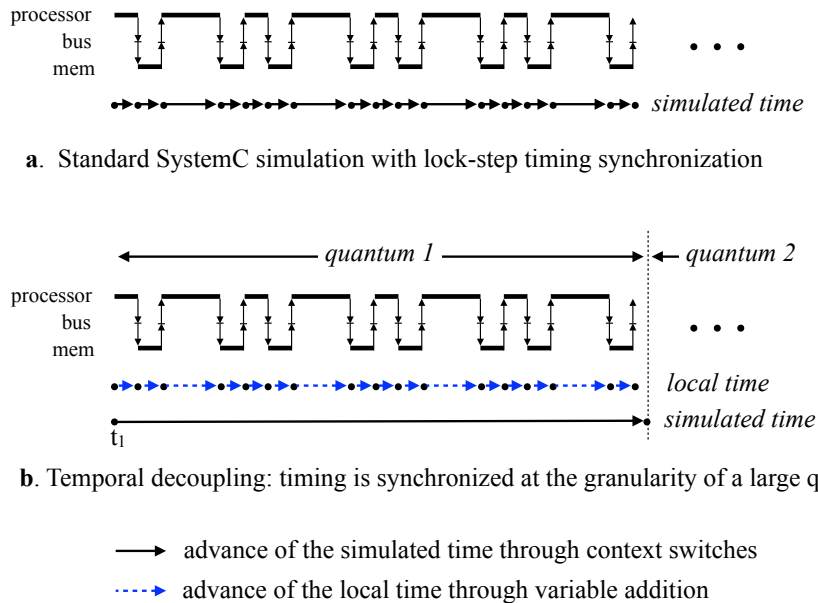 processor
bus
mem
simulated time
a. Standard SystemC simulation with lock-step timing synchronization
quantum 1
quantum 2
processor
bus
mem
local time
simulated time
t1
b. Temporal decoupling: timing is synchronized at the granularity of a large q
advance of the simulated time through context switches
advance of the local time through variable addition